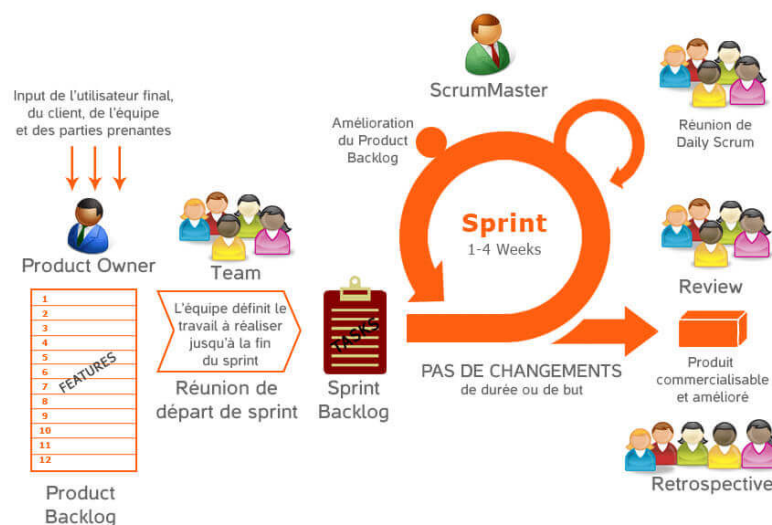 Input de l'utilisateur final,
du client, de l'équipe
et des parties prenantes
Product Owner
1
2
3
4
5
6
7
8
9
10
11
12
FEATURES
Product
Backlog
Team
L'équipe définit le
travail à réaliser
jusqu'à la fin
du sprint
Réunion de
départ de sprint
TASKS
Sprint
Backlog
ScrumMaster
Amélioration
du Product
Backlog
Sprint
1-4 Weeks
PAS DE CHANGEMENTS
de durée ou de but
Réunion de
Daily Scrum
Review
Produit
commercialisable
et amélioré
Retrospective